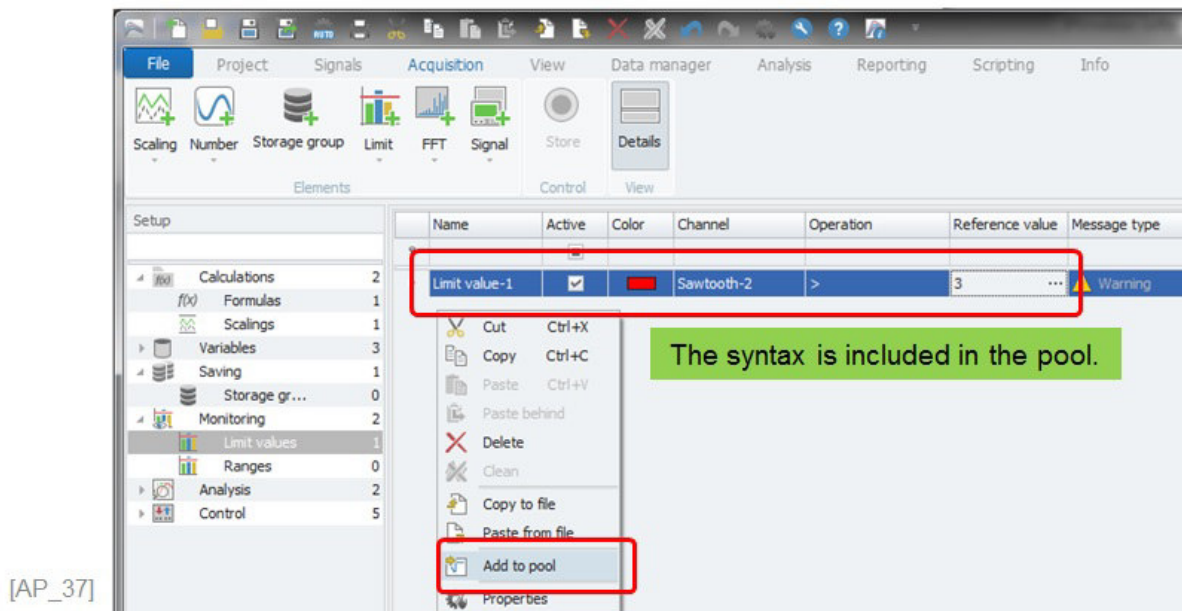 AUTO
File Project Signals Acquisition View Data manager Analysis Reporting Scripting Info
Scaling Number Storage group Limit FFT Signal Store Details
Elements Control View
Setup
Name Active Color Channel Operation Reference value Message type
Calculations 2
f(x) Formulas 1
Scalings 1
Variables 3
Saving 1
Storage gr... 0
Monitoring 2
Limit values 1
Ranges 0
Analysis 2
Control 5
Limit value-1 Sawtooth-2 > 3 ... Warning
Cut Ctrl+X
Copy Ctrl+C
Paste Ctrl+V
Paste behind
Delete
Clean
Copy to file
Paste from file
Add to pool
Properties
The syntax is included in the pool.
[AP_37]